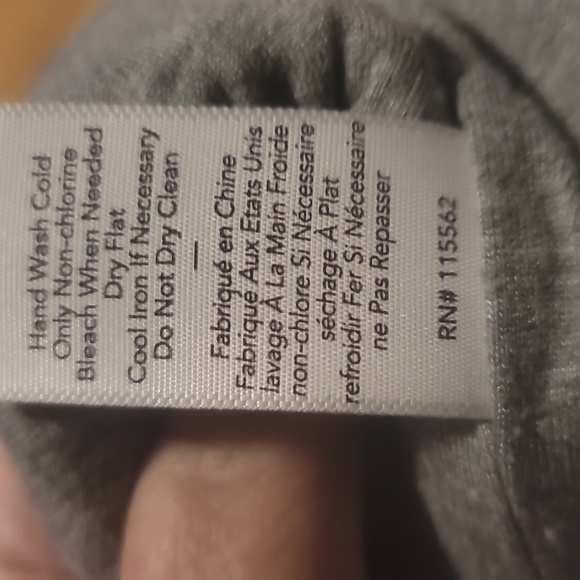 Hand Wash Cold
Only Non-chlorine
Bleach When Needed
Dry Flat
Cool Iron If Necessary
Do Not Dry Clean
—
Fabriqué en Chine
Fabriqué Aux Etats Unis
lavage À La Main Froide
non-chlore Si Nécessaire
séchage À Plat
refroidir Fer Si Nécessaire
ne Pas Repasser
RN# 115562